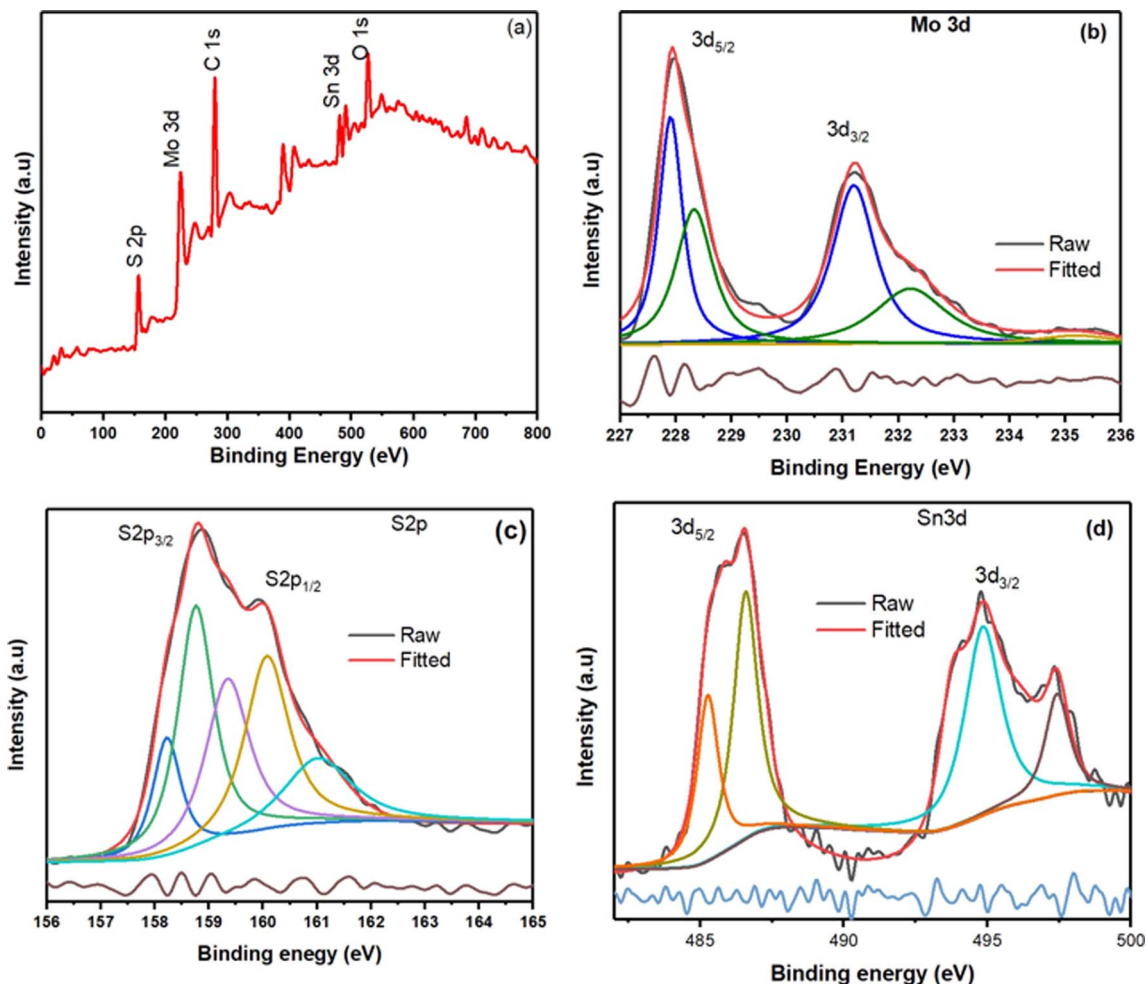 (a)
S 2p
Mo 3d
C 1s
Sn 3d
O 1s
Intensity (a.u)
0 100 200 300 400 500 600 700 800
Binding Energy (eV)
Mo 3d
(b)
3d5/2
3d3/2
Raw
Fitted
Intensity (a.u)
227 228 229 230 231 232 233 234 235 236
Binding Energy (eV)
S2p
(c)
S2p3/2
S2p1/2
Raw
Fitted
Intensity (a.u)
156 157 158 159 160 161 162 163 164 165
Binding energy (eV)
Sn3d
(d)
3d5/2
3d3/2
Raw
Fitted
Intensity (a.u)
485 490 495 500
Binding energy (eV)